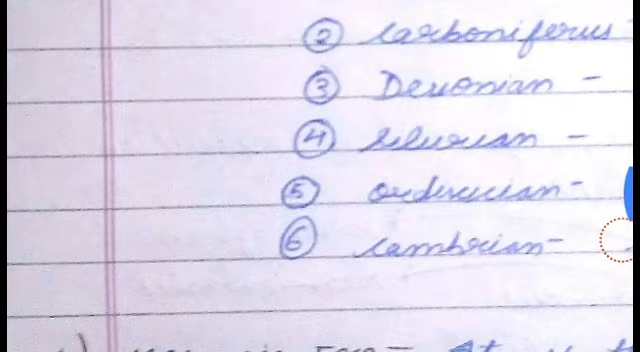 ② Carboniferus -
③ Devonian -
④ Silurian -
⑤ Ordovician -
⑥ Cambrian -